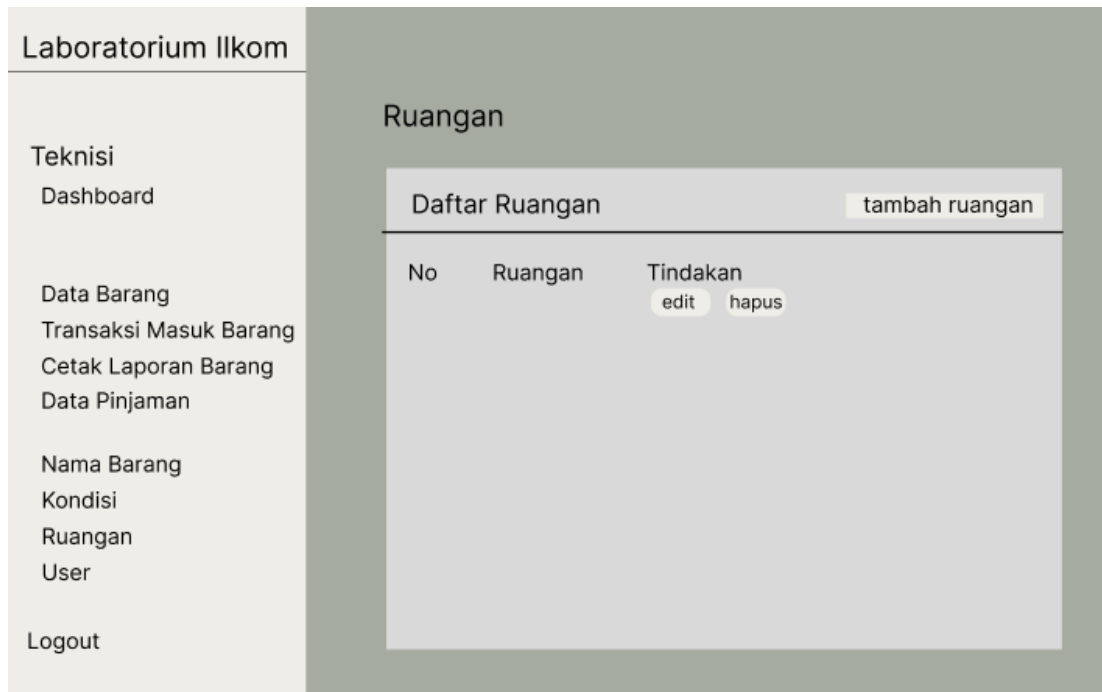 Laboratorium Ilkom
Teknisi
Dashboard
Data Barang
Transaksi Masuk Barang
Cetak Laporan Barang
Data Pinjaman
Nama Barang
Kondisi
Ruangan
User
Logout
Ruangan
Daftar Ruangan
tambah ruangan
No Ruangan Tindakan
edit hapus